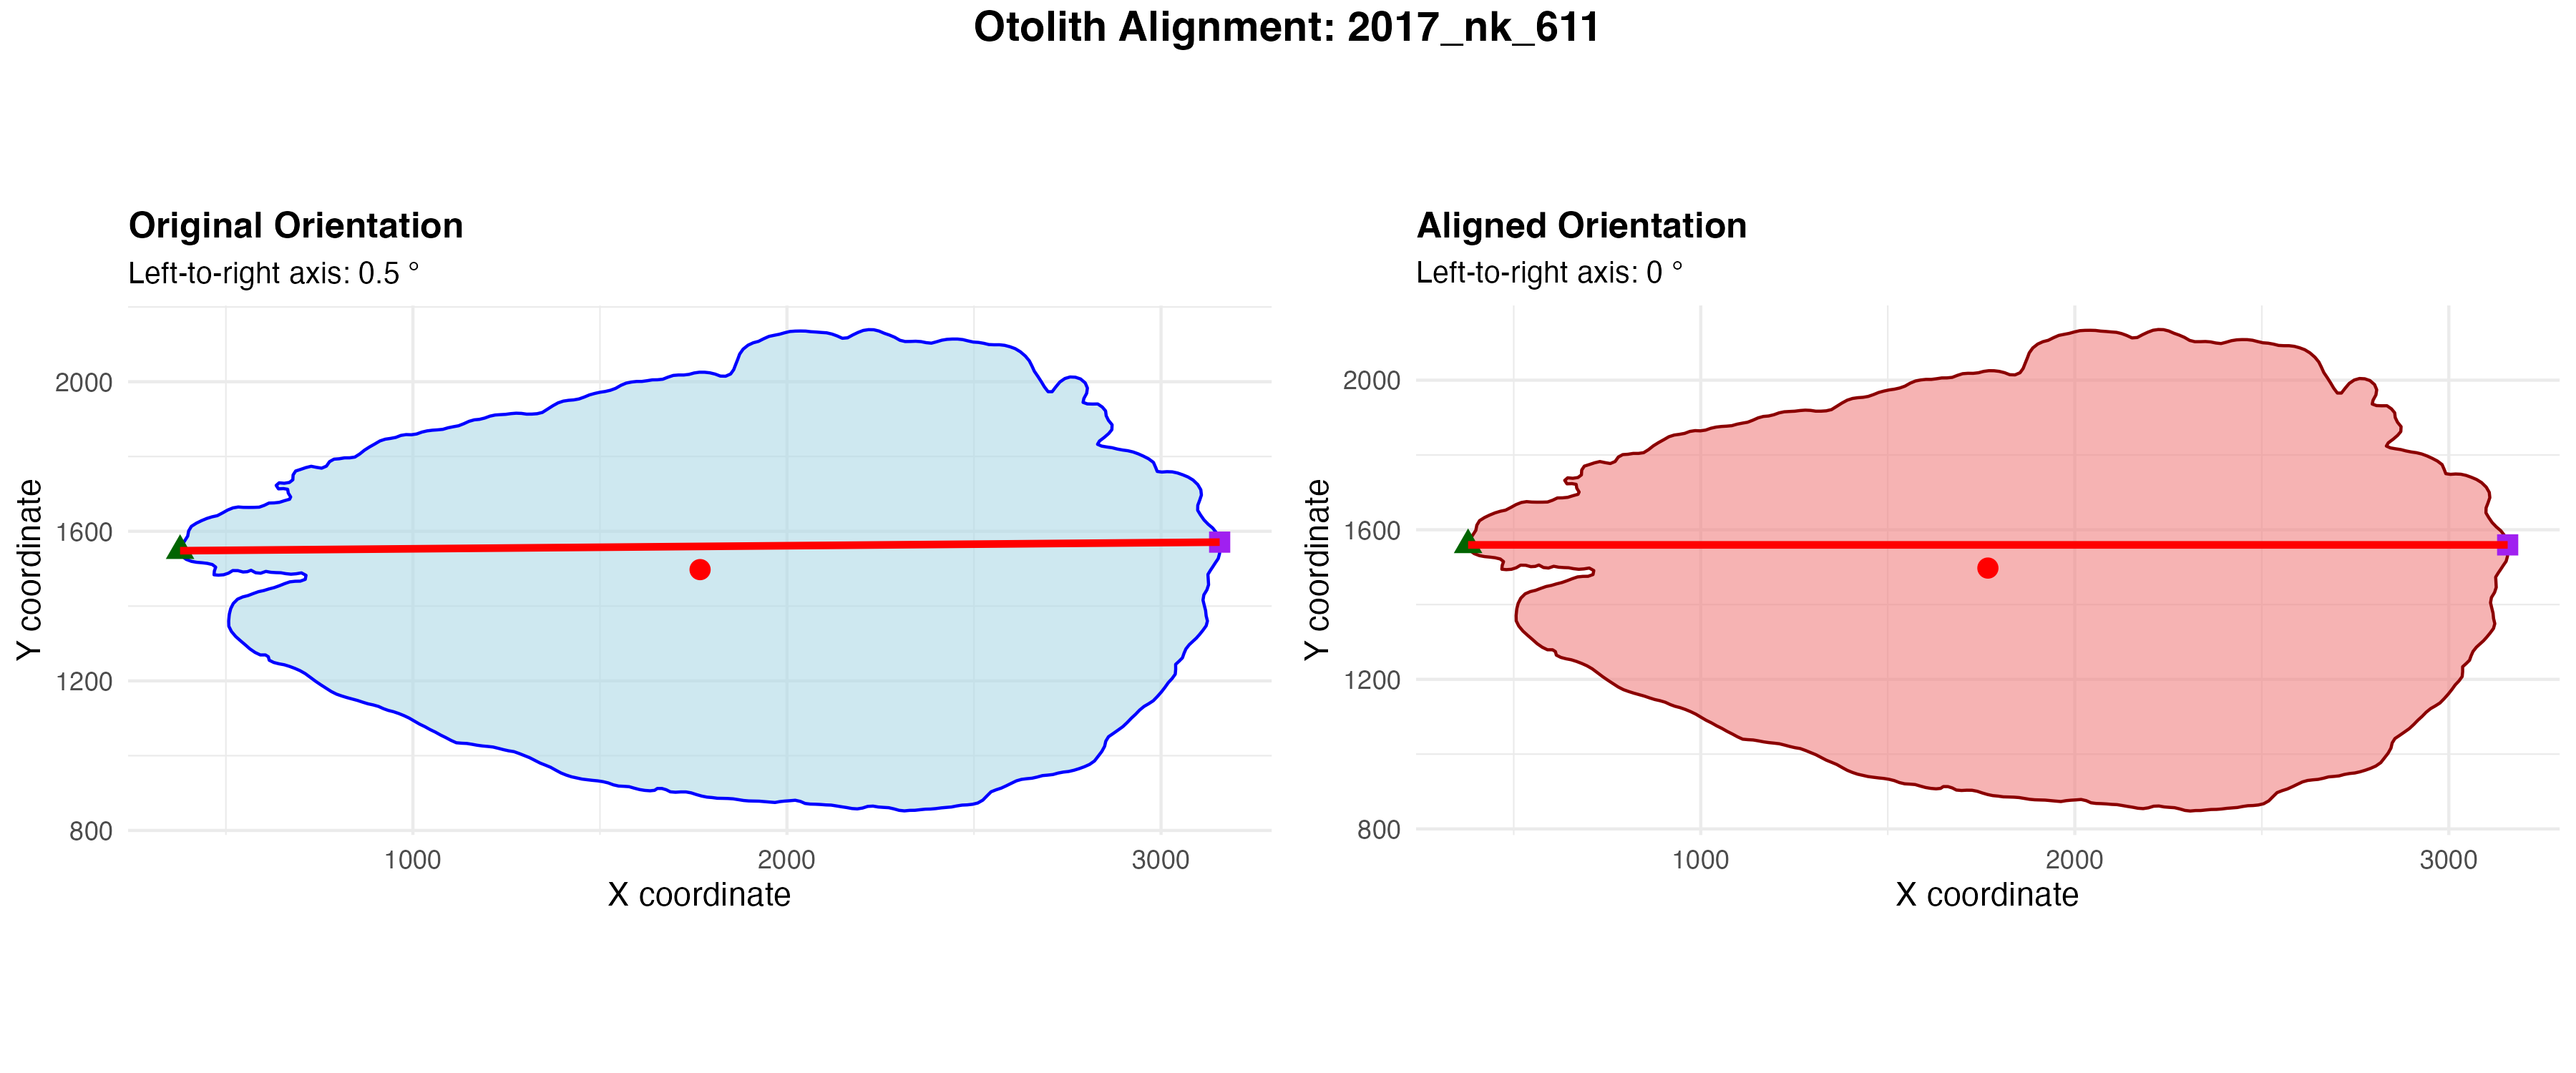 Otolith Alignment: 2017_nk_611
Original Orientation
Left-to-right axis: 0.5 °
Y coordinate
2000
1600
1200
800
1000
2000
3000
X coordinate
Aligned Orientation
Left-to-right axis: 0 °
Y coordinate
2000
1600
1200
800
1000
2000
3000
X coordinate